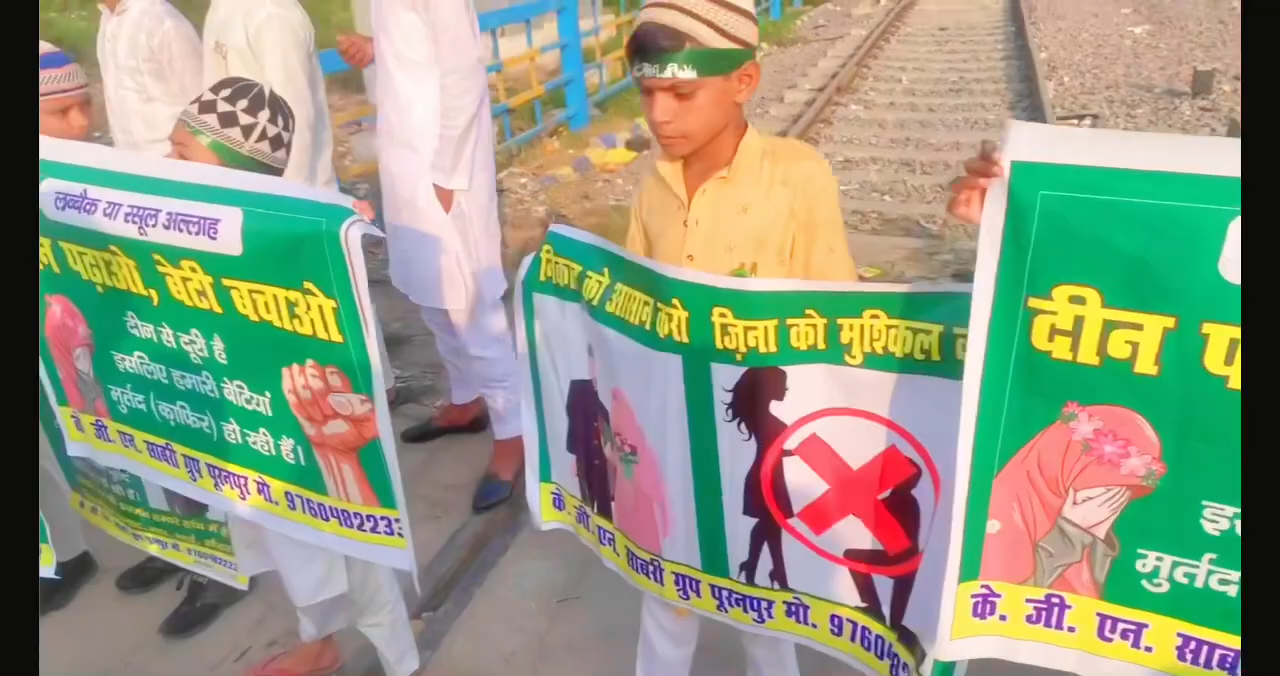 लब्बैक या रसूल अल्लाह
पढ़ाओ, बेटी बचाओ
दीन से दूरी है
इसलिए हमारी बेटियां
मुर्तद (काफिर) हो रही हैं।
के. जी. एन. साबरी ग्रुप पूरनपुर मो. 9760482233
निकाह को आसान करो ज़िना को मुश्किल
के. जी. एन. साबरी ग्रुप पूरनपुर मो. 97604
दीन
मुर्तद
के. जी. एन. साब